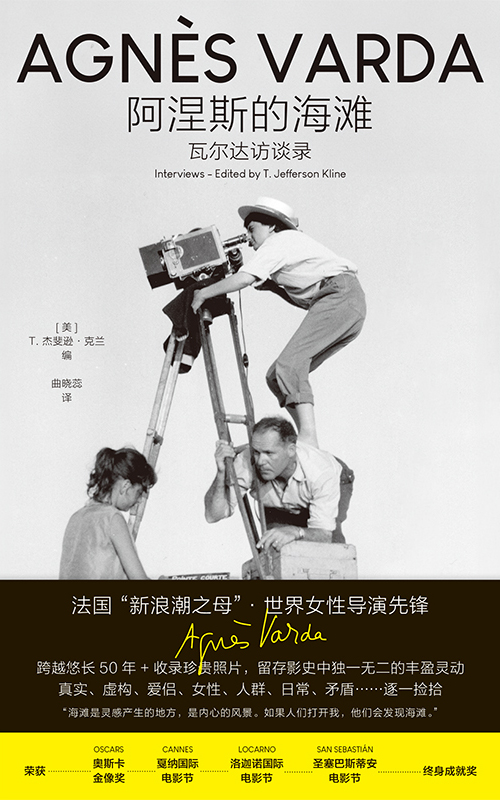 AGNÈS VARDA
阿涅斯的海滩
瓦尔达访谈录
Interviews – Edited by T. Jefferson Kline
[ 美 ]
T. 杰斐逊 · 克兰
编
曲晓蕊
译
法国 “新浪潮之母” · 世界女性导演先锋
Agnès Varda
跨越悠长 50 年 + 收录珍贵照片，留存影史中独一无二的丰盈灵动
真实、虚构、爱侣、女性、人群、日常、矛盾……逐一捡拾
“海滩是灵感产生的地方，是内心的风景。如果人们打开我，他们会发现海滩。”
OSCARS CANNES LOCARNO SAN SEBASTIÁN
荣获 奥斯卡 戛纳国际 洛迦诺国际 圣塞巴斯蒂安 终身成就奖
金像奖 电影节 电影节 电影节